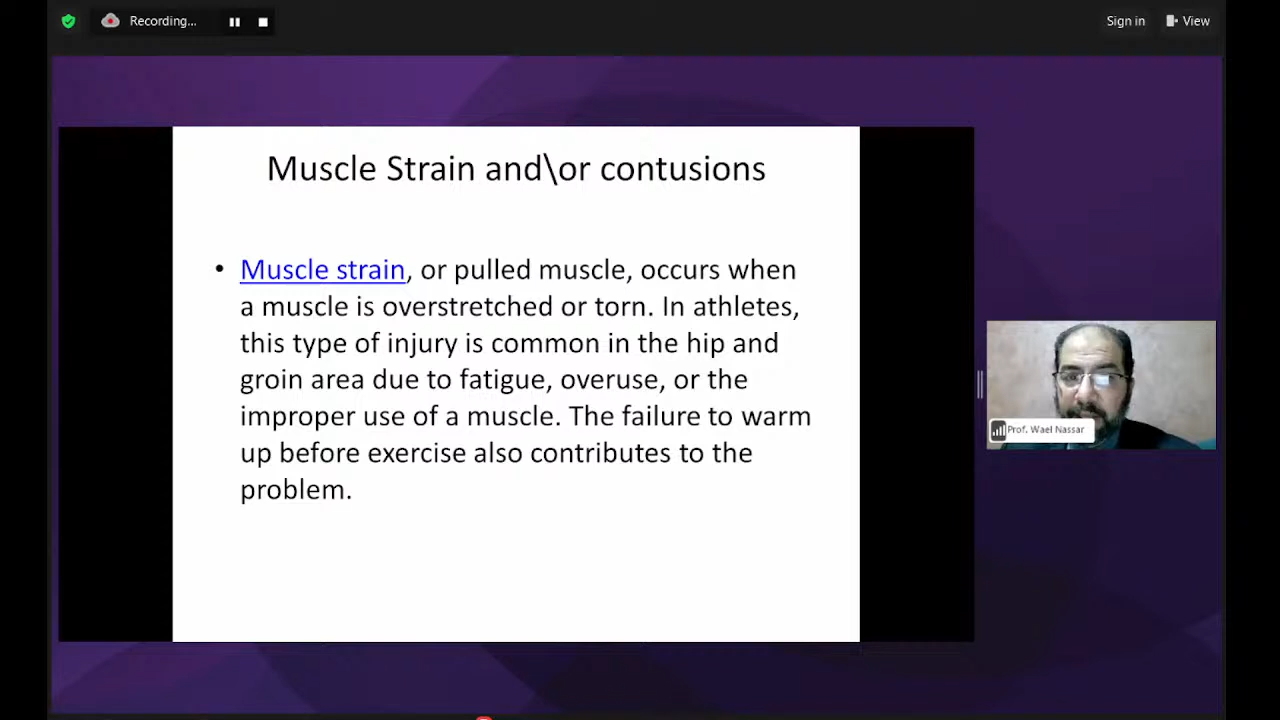 Recording...
Sign in
View
Muscle Strain and\or contusions
• Muscle strain, or pulled muscle, occurs when
a muscle is overstretched or torn. In athletes,
this type of injury is common in the hip and
groin area due to fatigue, overuse, or the
improper use of a muscle. The failure to warm
up before exercise also contributes to the
problem.
Prof. Wael Nassar